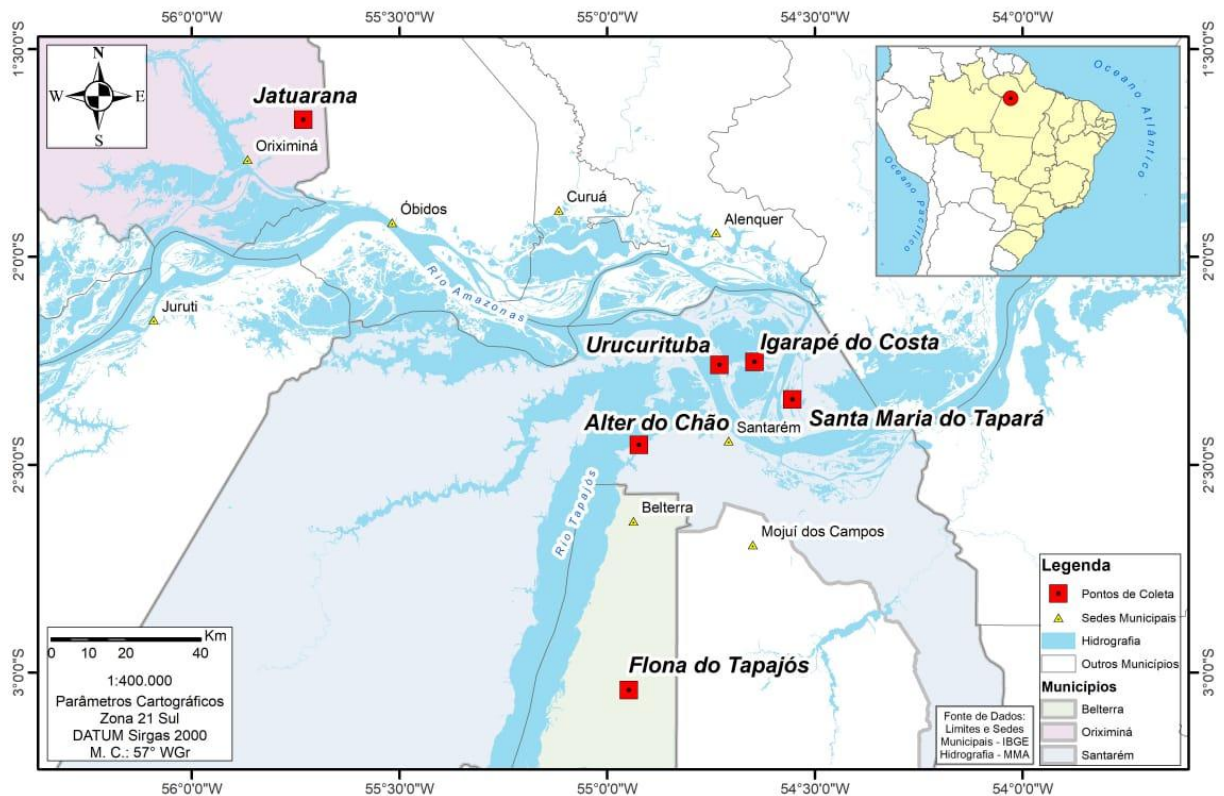 56°0'0"W 55°30'0"W 55°0'0"W 54°30'0"W 54°0'0"W
1°30'0"S
1°30'0"S
N
W E
S
Jatuarana
Oriximiná
Óbidos
Curuá
Alenquer
Oceano Atlântico
Oceano Pacífico
2°0'0"S
2°0'0"S
Juruti
Rio Amazonas
Urucurituba
Igarapé do Costa
Santa Maria do Tapará
Alter do Chão
Santarém
2°30'0"S
2°30'0"S
Rio Tapajós
Belterra
Mojuí dos Campos
Flona do Tapajós
3°0'0"S
3°0'0"S
Km
0 10 20 40
1:400.000
Parâmetros Cartográficos
Zona 21 Sul
DATUM Sirgas 2000
M. C.: 57° WGr
Fonte de Dados:
Limites e Sedes
Municipais - IBGE
Hidrografia - MMA
Legenda
Pontos de Coleta
Sedes Municipais
Hidrografia
Outros Municípios
Municípios
Belterra
Oriximiná
Santarém
56°0'0"W 55°30'0"W 55°0'0"W 54°30'0"W 54°0'0"W